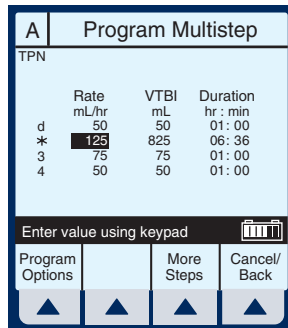 A Program Multistep
TPN
Rate VTBI Duration
mL/hr mL hr : min
d 50 50 01: 00
* 125 825 06: 36
3 75 75 01: 00
4 50 50 01: 00
Enter value using keypad
Program Options More Steps Cancel/ Back